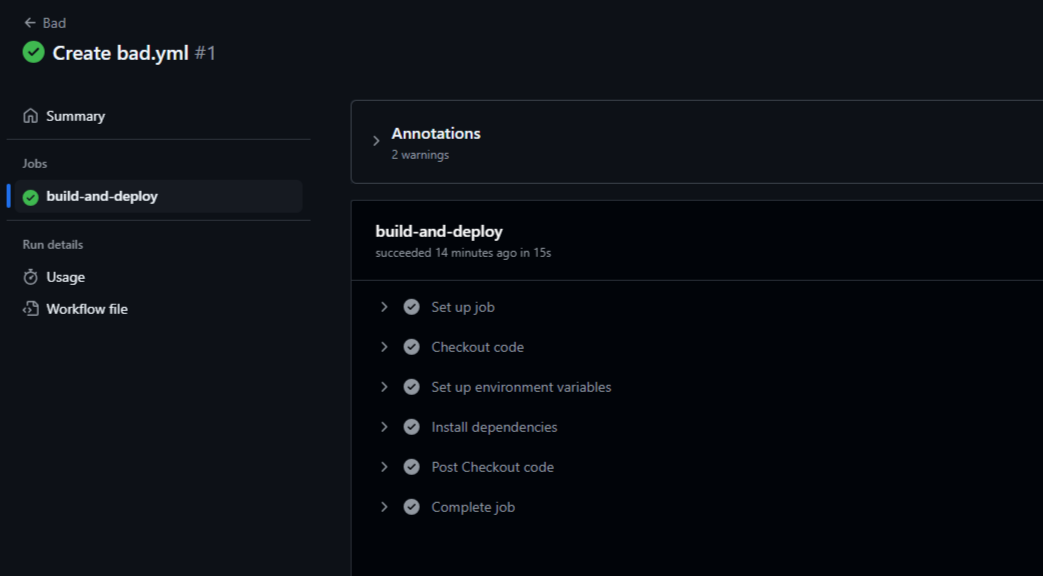 Bad
Create bad.yml #1
Summary
Jobs
build-and-deploy
Run details
Usage
Workflow file
Annotations
2 warnings
build-and-deploy
succeeded 14 minutes ago in 15s
Set up job
Checkout code
Set up environment variables
Install dependencies
Post Checkout code
Complete job